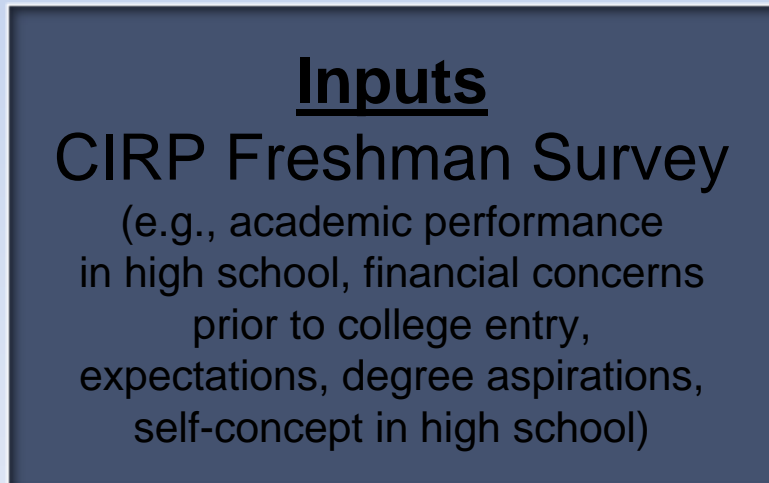 Inputs
CIRP Freshman Survey
(e.g., academic performance
in high school, financial concerns
prior to college entry,
expectations, degree aspirations,
self-concept in high school)